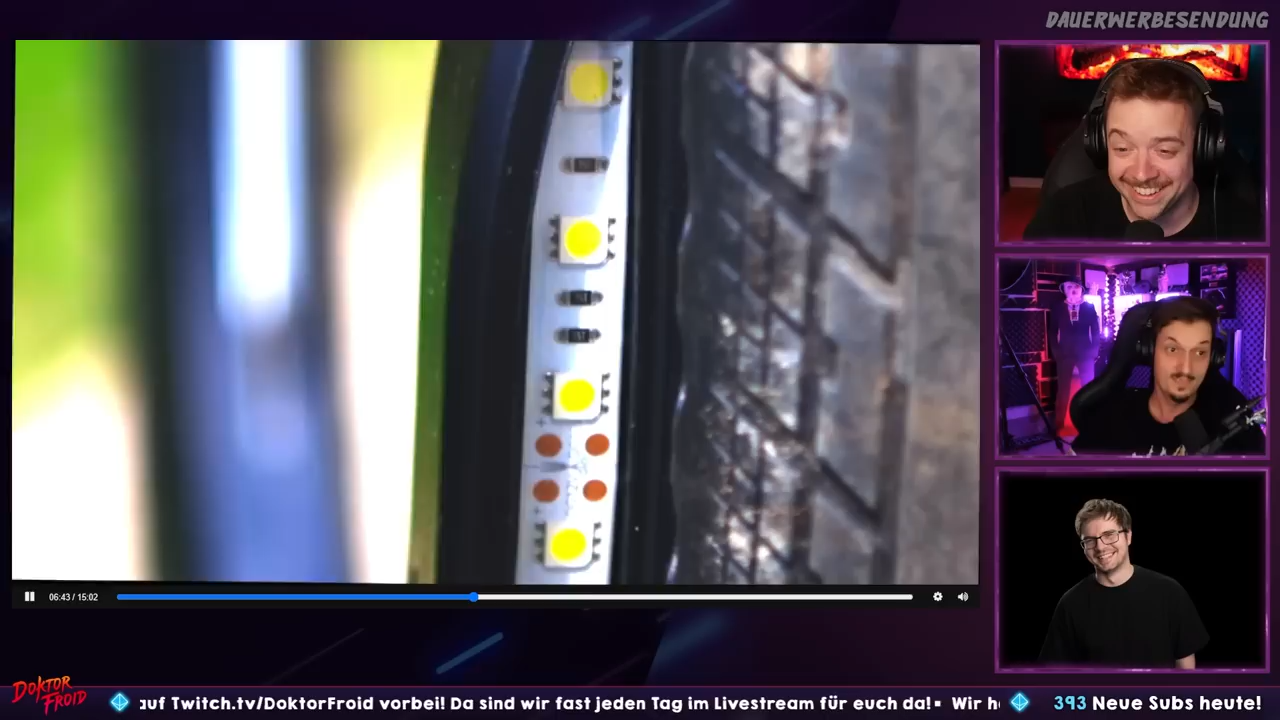 DAUERWERBESENDUNG
06:43 / 15:02
DOKTOR
FROID
auf Twitch.tv/DoktorFroid vorbei! Da sind wir fast jeden Tag im Livestream für euch da!
Wir h
393 Neue Subs heute!